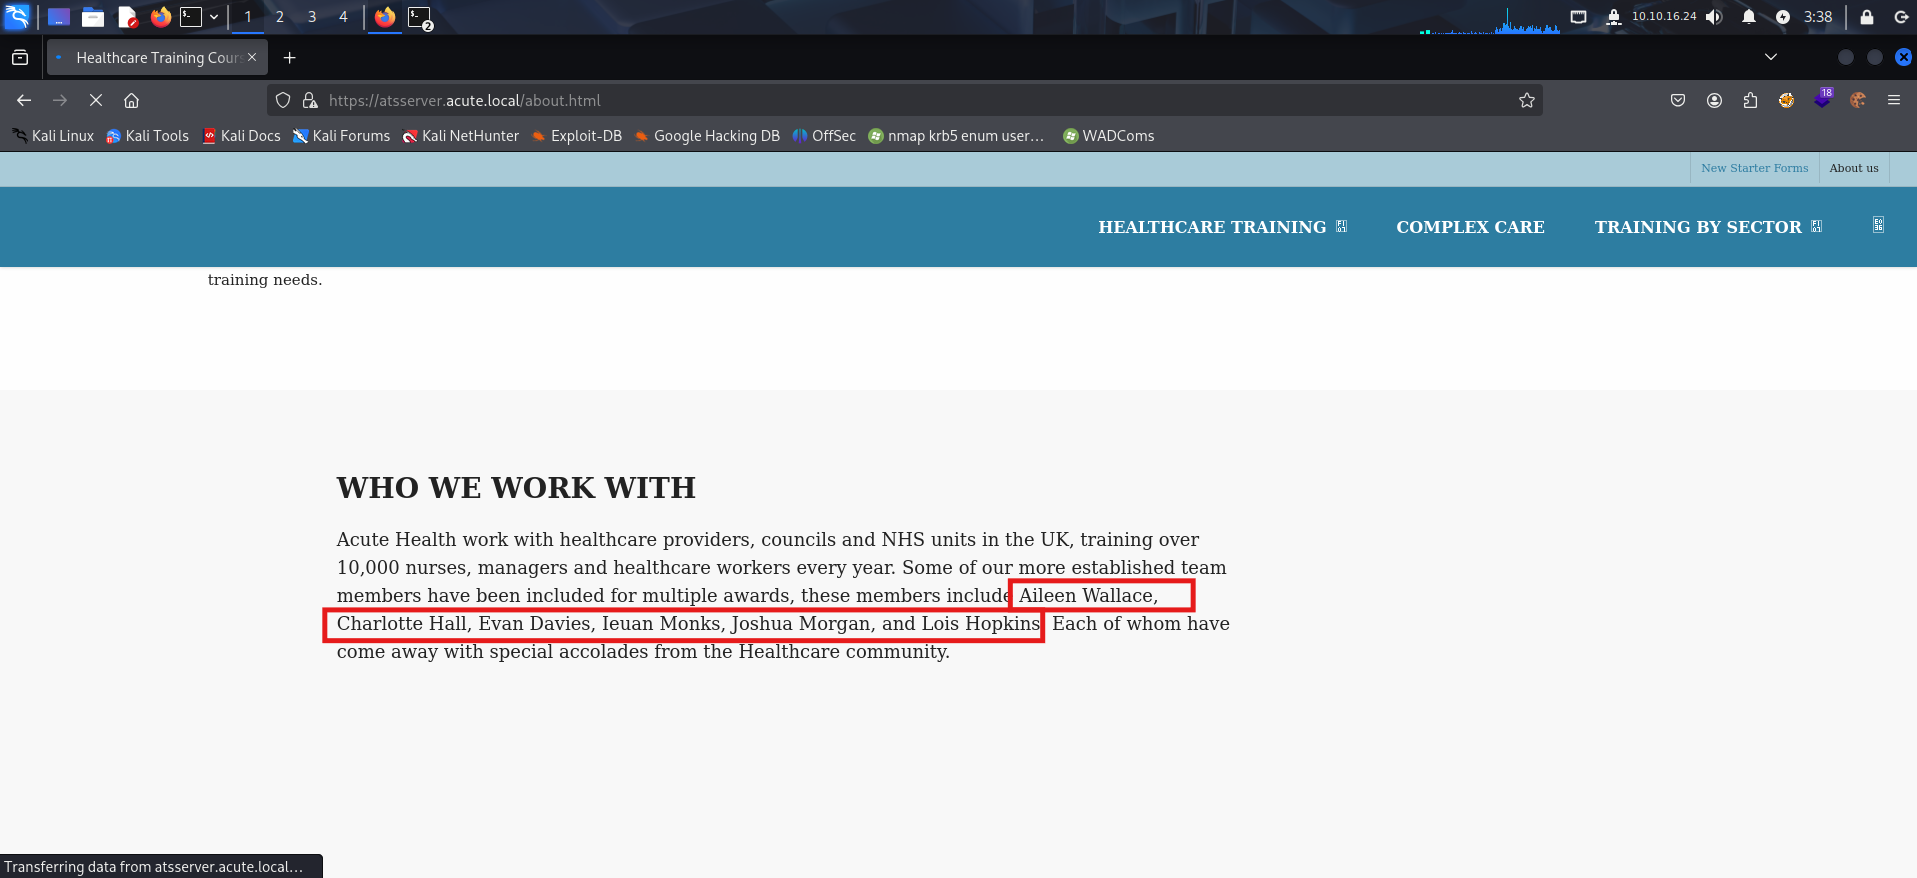 1 2 3 4 2 10.10.16.24 3:38
Healthcare Training Cour
https://atsserver.acute.local/about.html 18
Kali Linux Kali Tools Kali Docs Kali Forums Kali NetHunter Exploit-DB Google Hacking DB OffSec nmap krb5 enum user... WADComs
New Starter Forms About us
HEALTHCARE TRAINING COMPLEX CARE TRAINING BY SECTOR
training needs.
WHO WE WORK WITH
Acute Health work with healthcare providers, councils and NHS units in the UK, training over
10,000 nurses, managers and healthcare workers every year. Some of our more established team
members have been included for multiple awards, these members include Aileen Wallace,
Charlotte Hall, Evan Davies, Ieuan Monks, Joshua Morgan, and Lois Hopkins Each of whom have
come away with special accolades from the Healthcare community.
Transferring data from atsserver.acute.local...